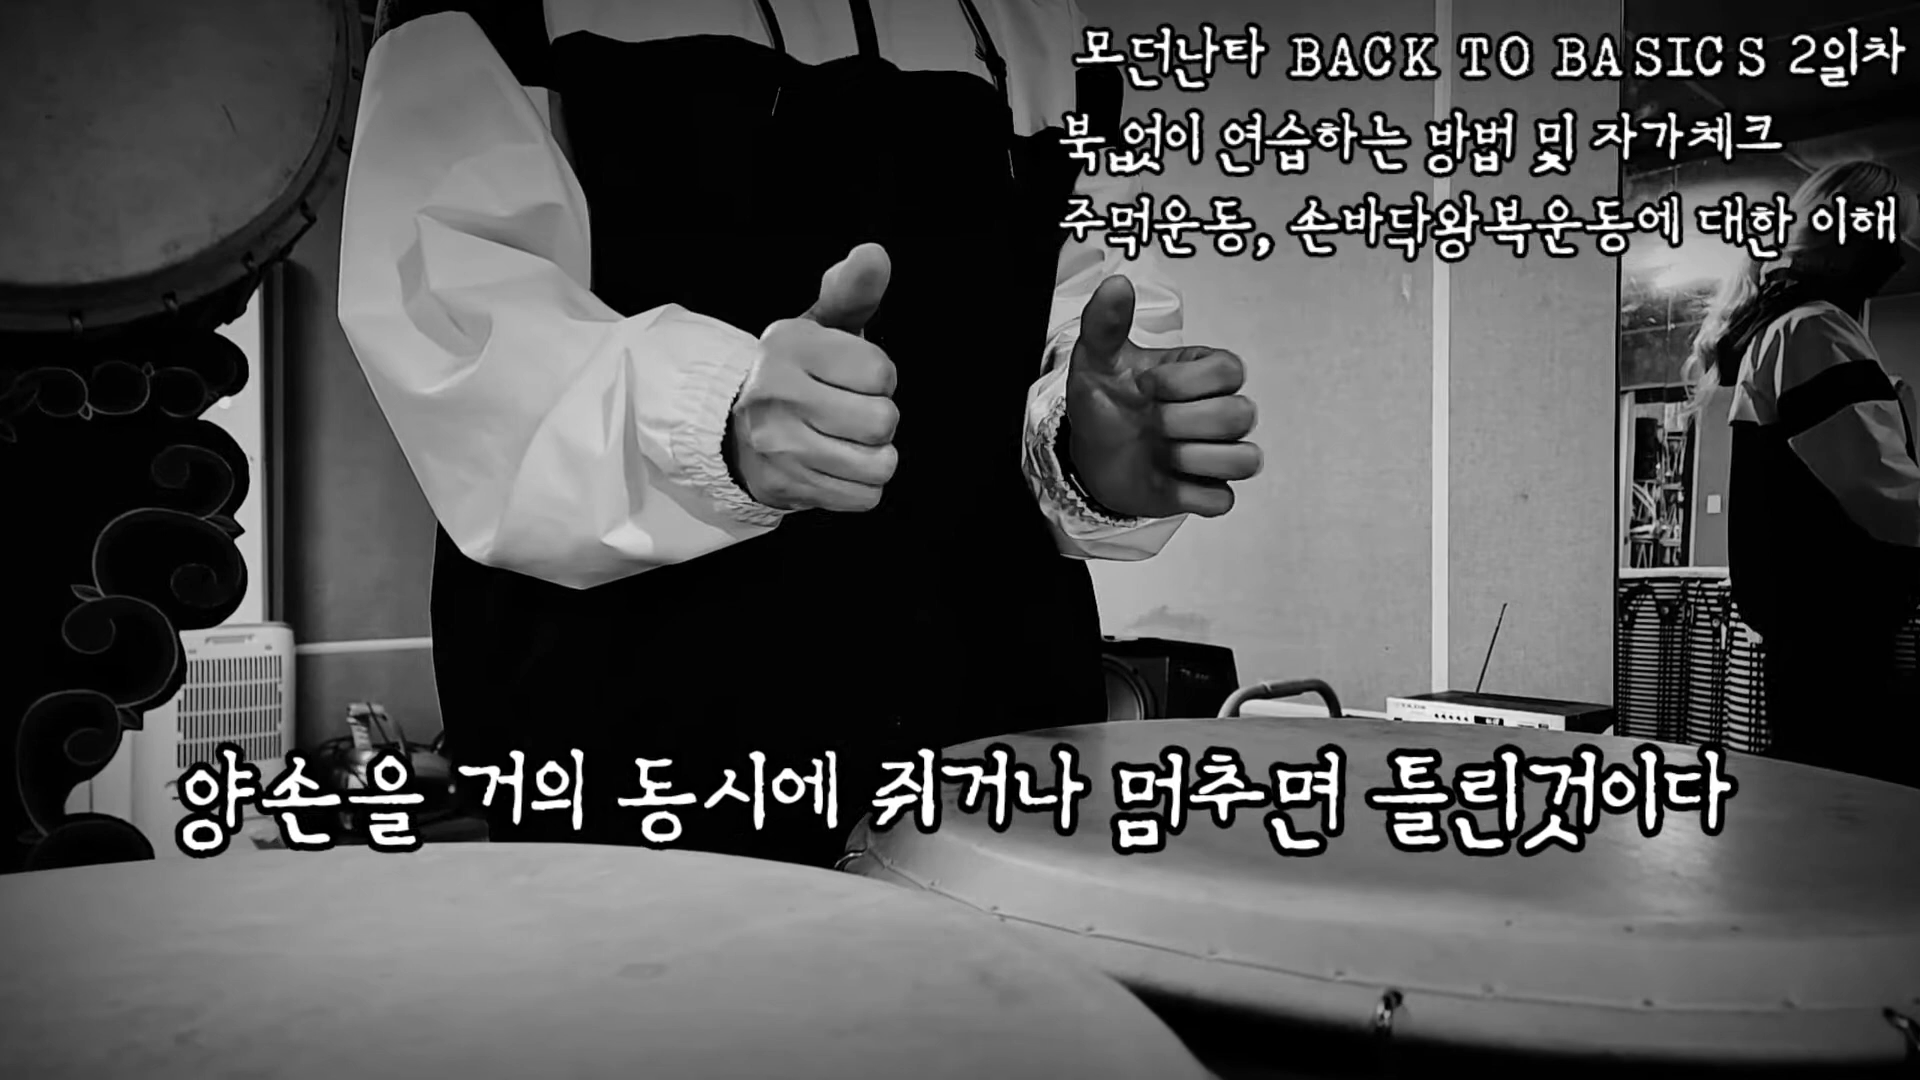 모던난타 BACK TO BASICS 2일차
북없이 연습하는 방법 및 자가체크
주먹운동, 손바닥왕복운동에 대한 이해
양손을 거의 동시에 쥐거나 멈추면 틀린것이다